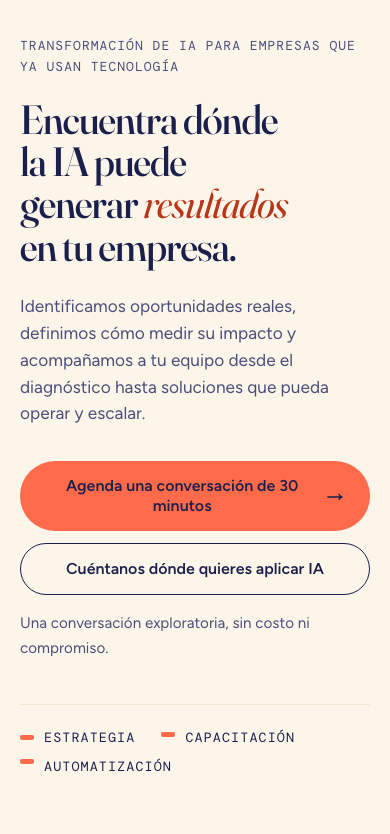 TRANSFORMACIÓN DE IA PARA EMPRESAS QUE
YA USAN TECNOLOGÍA
Encuentra dónde
la IA puede
generar resultados
en tu empresa.
Identificamos oportunidades reales,
definimos cómo medir su impacto y
acompañamos a tu equipo desde el
diagnóstico hasta soluciones que pueda
operar y escalar.
Agenda una conversación de 30
minutos →
Cuéntanos dónde quieres aplicar IA
Una conversación exploratoria, sin costo ni
compromiso.
ESTRATEGIA CAPACITACIÓN
AUTOMATIZACIÓN